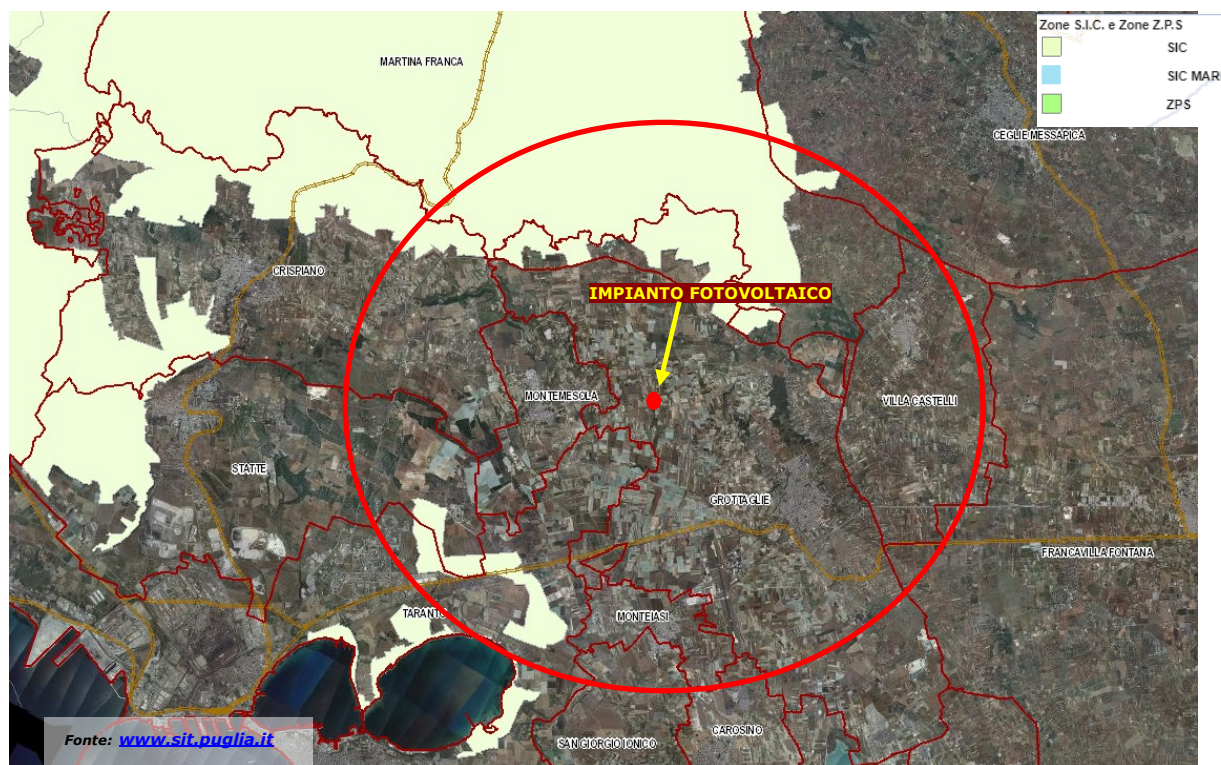 Zone S.I.C. e Zone Z.P.S
SIC
SIC MARI
ZPS
MARTINA FRANCA
CEGLIE MESSAPICA
CRISPIANO
IMPIANTO FOTOVOLTAICO
MONTEMESOLA
VILLA CASTELLI
STATTE
GROTTAGLIE
FRANCAVILLA FONTANA
TARANTO
MONTEIASI
CAROSINO
SAN GIORGIO IONICO
Fonte: www.sit.puglia.it